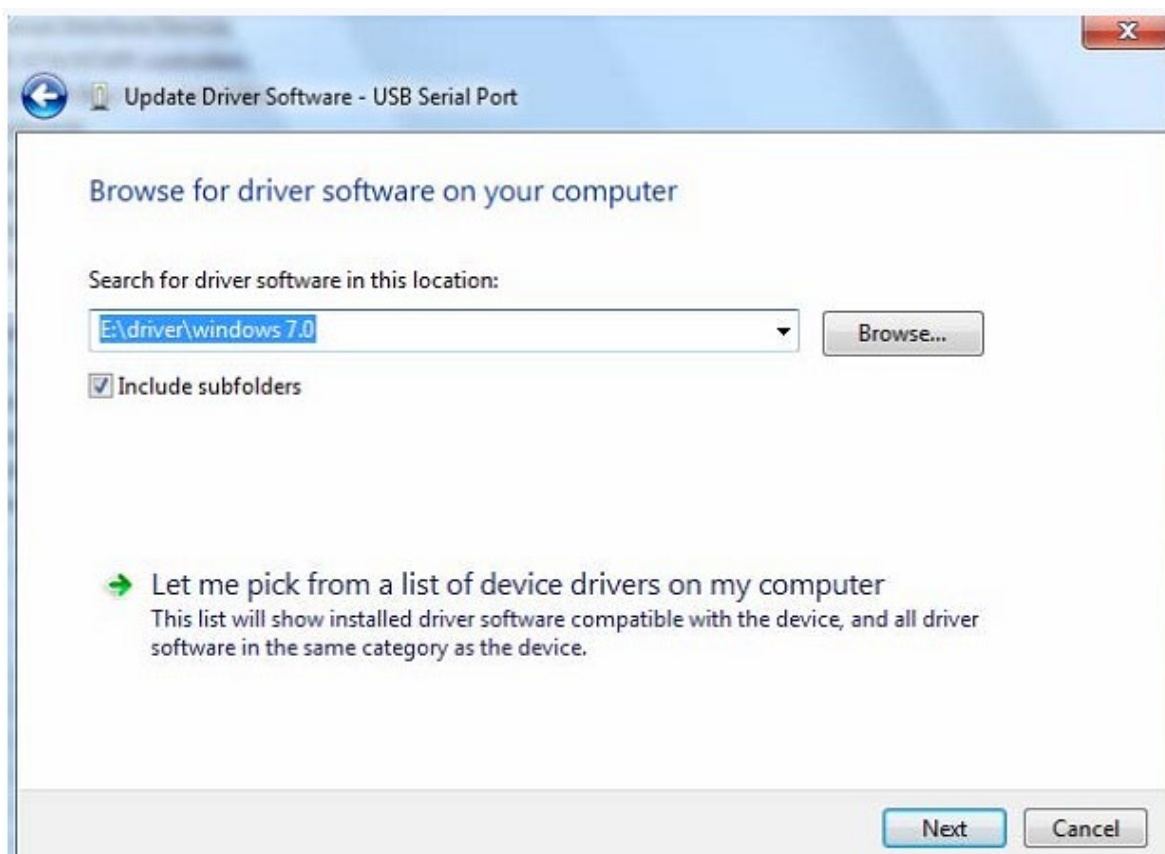 Update Driver Software - USB Serial Port
Browse for driver software on your computer
Search for driver software in this location:
E:\driver\windows 7.0
Browse...
Include subfolders
Let me pick from a list of device drivers on my computer
This list will show installed driver software compatible with the device, and all driver
software in the same category as the device.
Next
Cancel